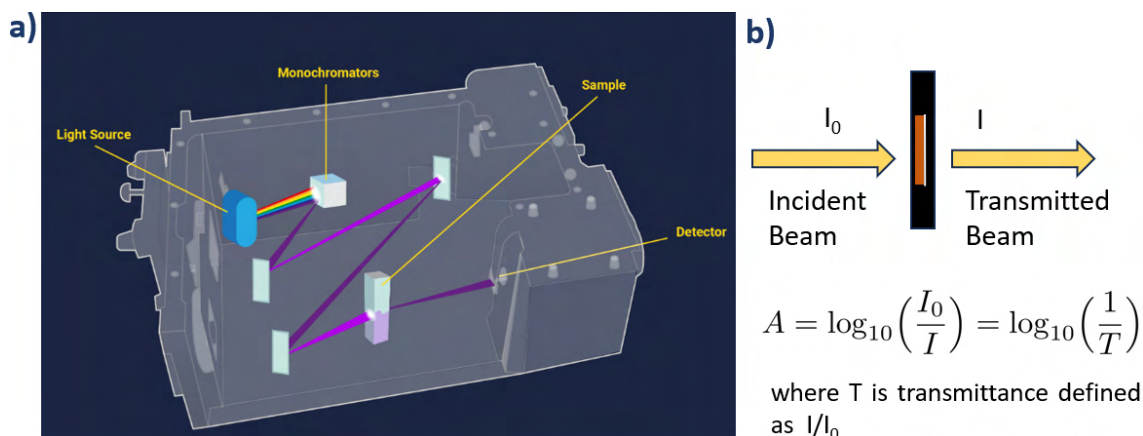 a)
Monochromators
Sample
Light Source
Detector
b)
I₀ I
Incident Transmitted
Beam Beam
A = log₁₀(I₀/I) = log₁₀(1/T)
where T is transmittance defined
as I/I₀